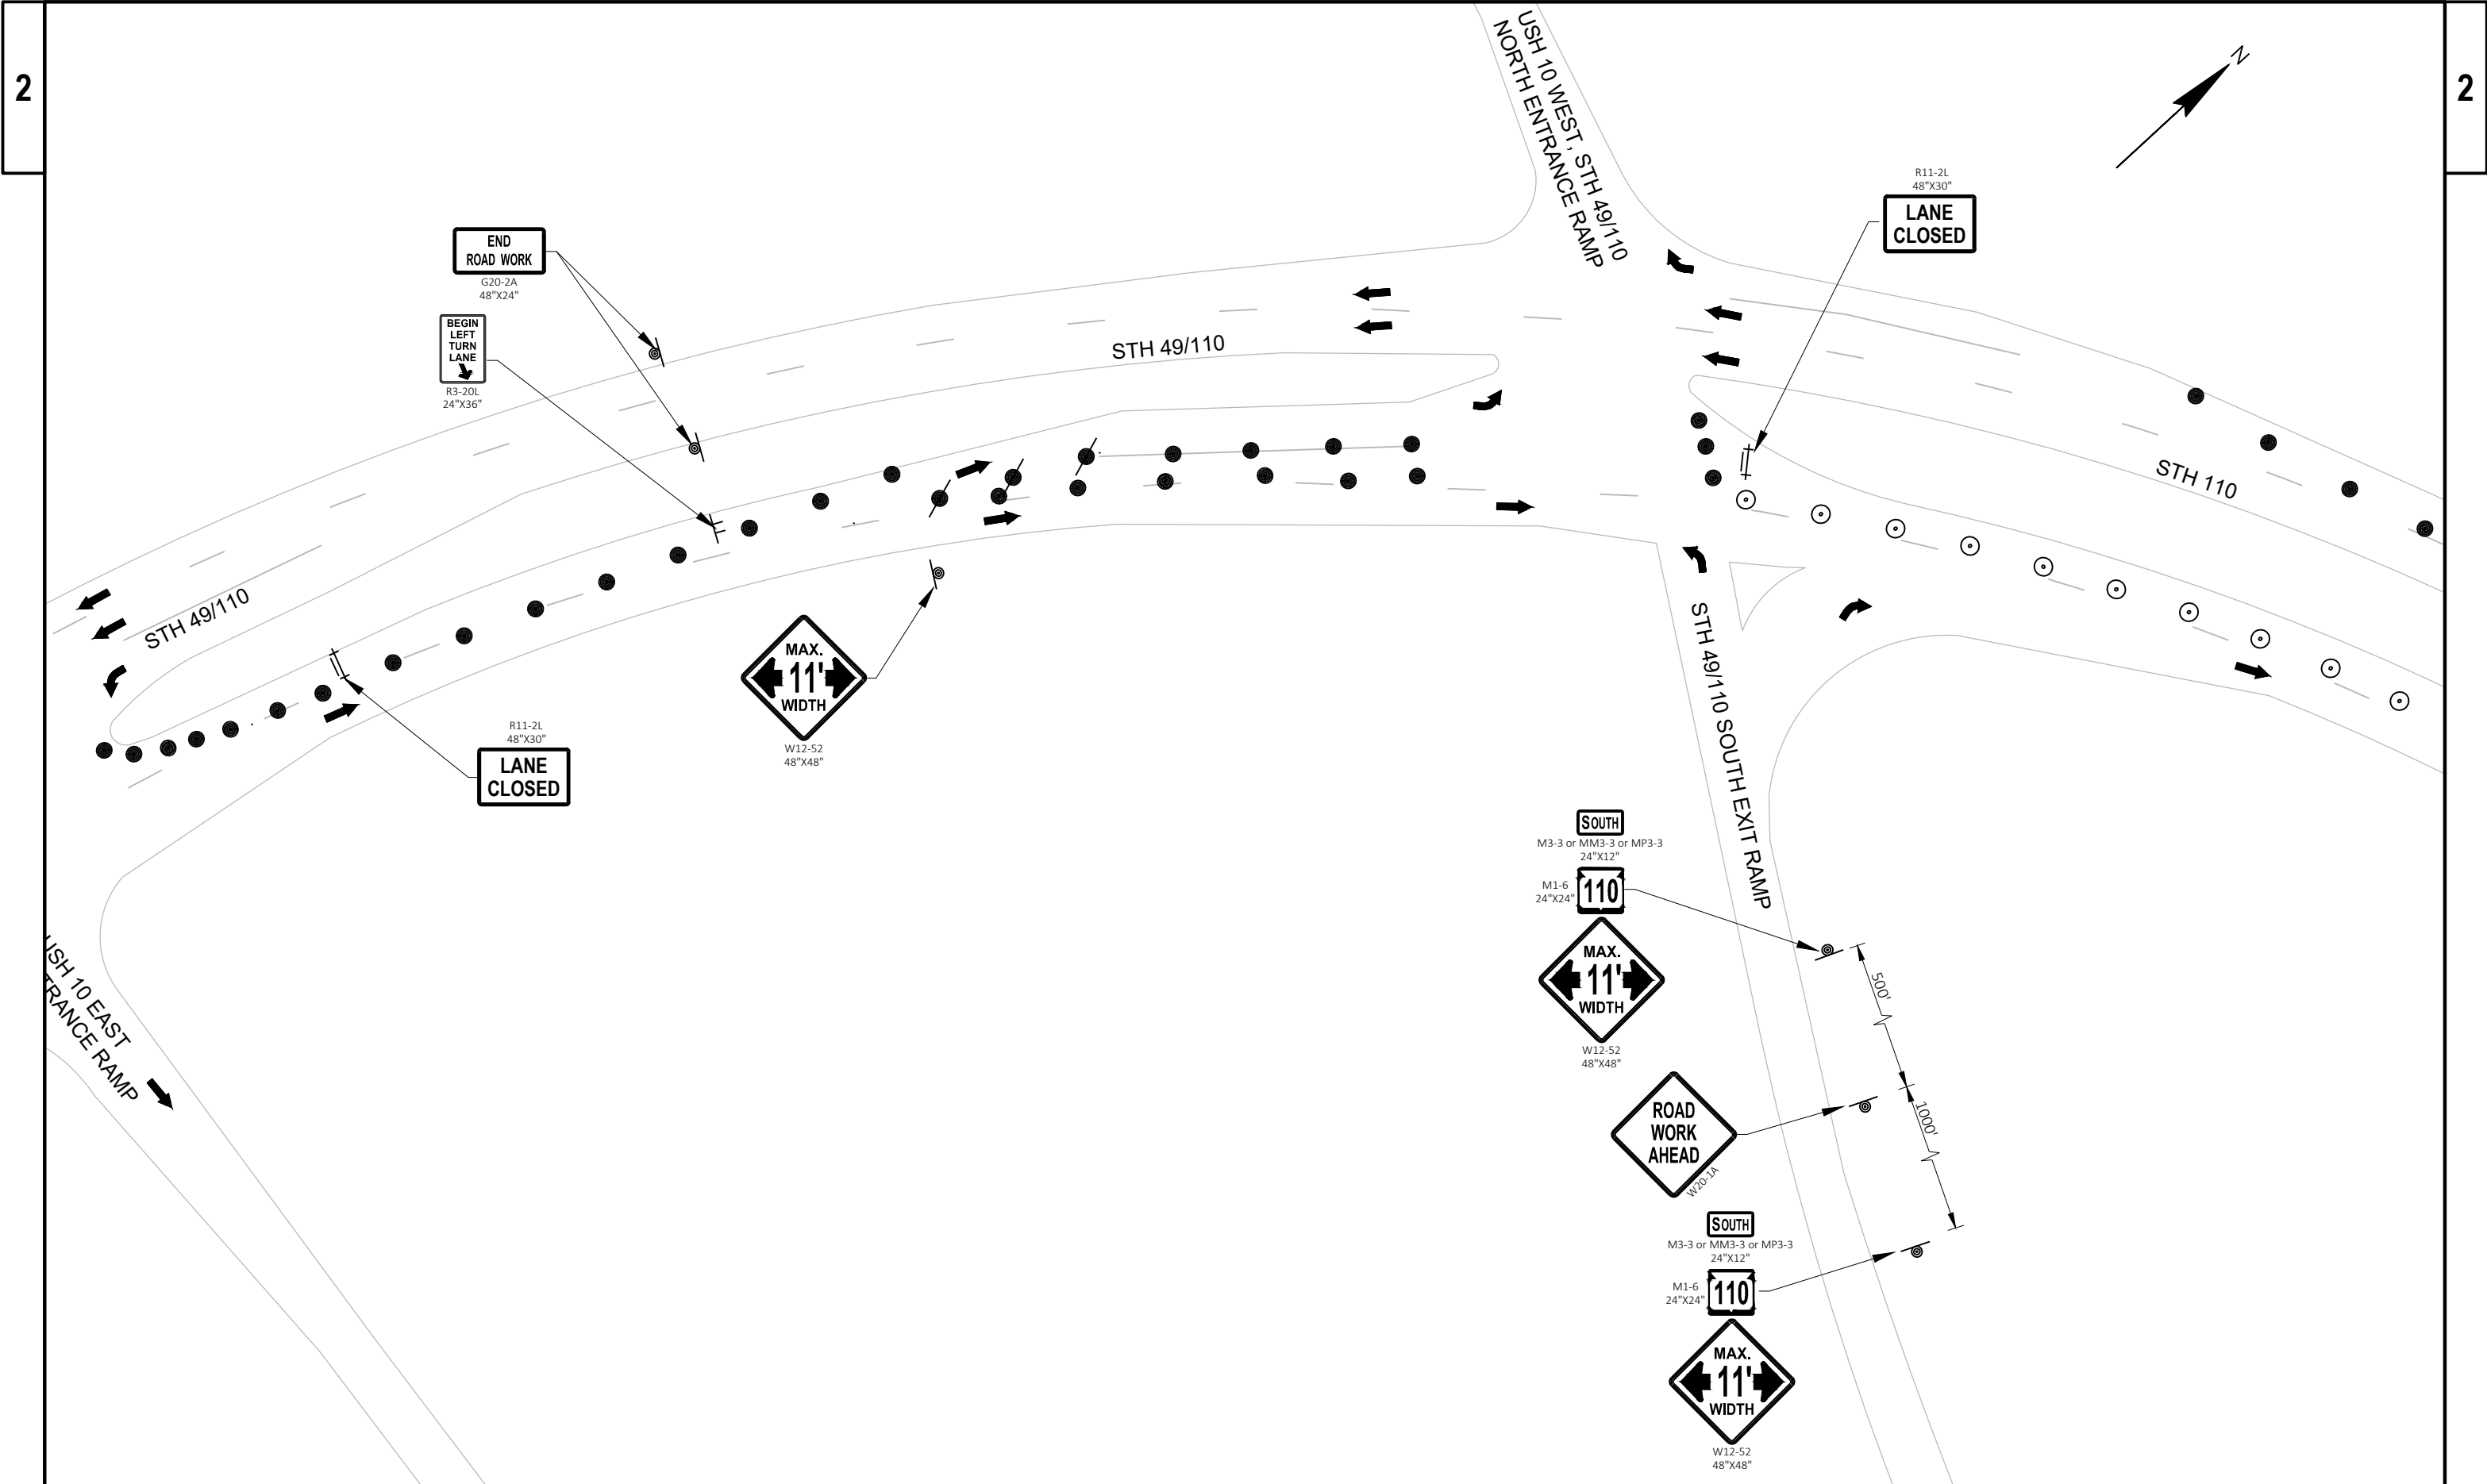 2
2
USH 10 WEST, STH 49/110
NORTH ENTRANCE RAMP
N
R11-2L
48"X30"
LANE
CLOSED
END
ROAD WORK
G20-2A
48"X24"
BEGIN
LEFT
TURN
LANE
R3-20L
24"X36"
STH 49/110
STH 110
STH 49/110
MAX.
11'
WIDTH
W12-52
48"X48"
R11-2L
48"X30"
LANE
CLOSED
STH 49/110 SOUTH EXIT RAMP
SOUTH
M3-3 or MM3-3 or MP3-3
24"X12"
M1-6
24"X24"
110
MAX.
11'
WIDTH
W12-52
48"X48"
500'
1000'
USH 10 EAST
TRANCE RAMP
ROAD
WORK
AHEAD
W20-1A
SOUTH
M3-3 or MM3-3 or MP3-3
24"X12"
M1-6
24"X24"
110
MAX.
11'
WIDTH
W12-52
48"X48"